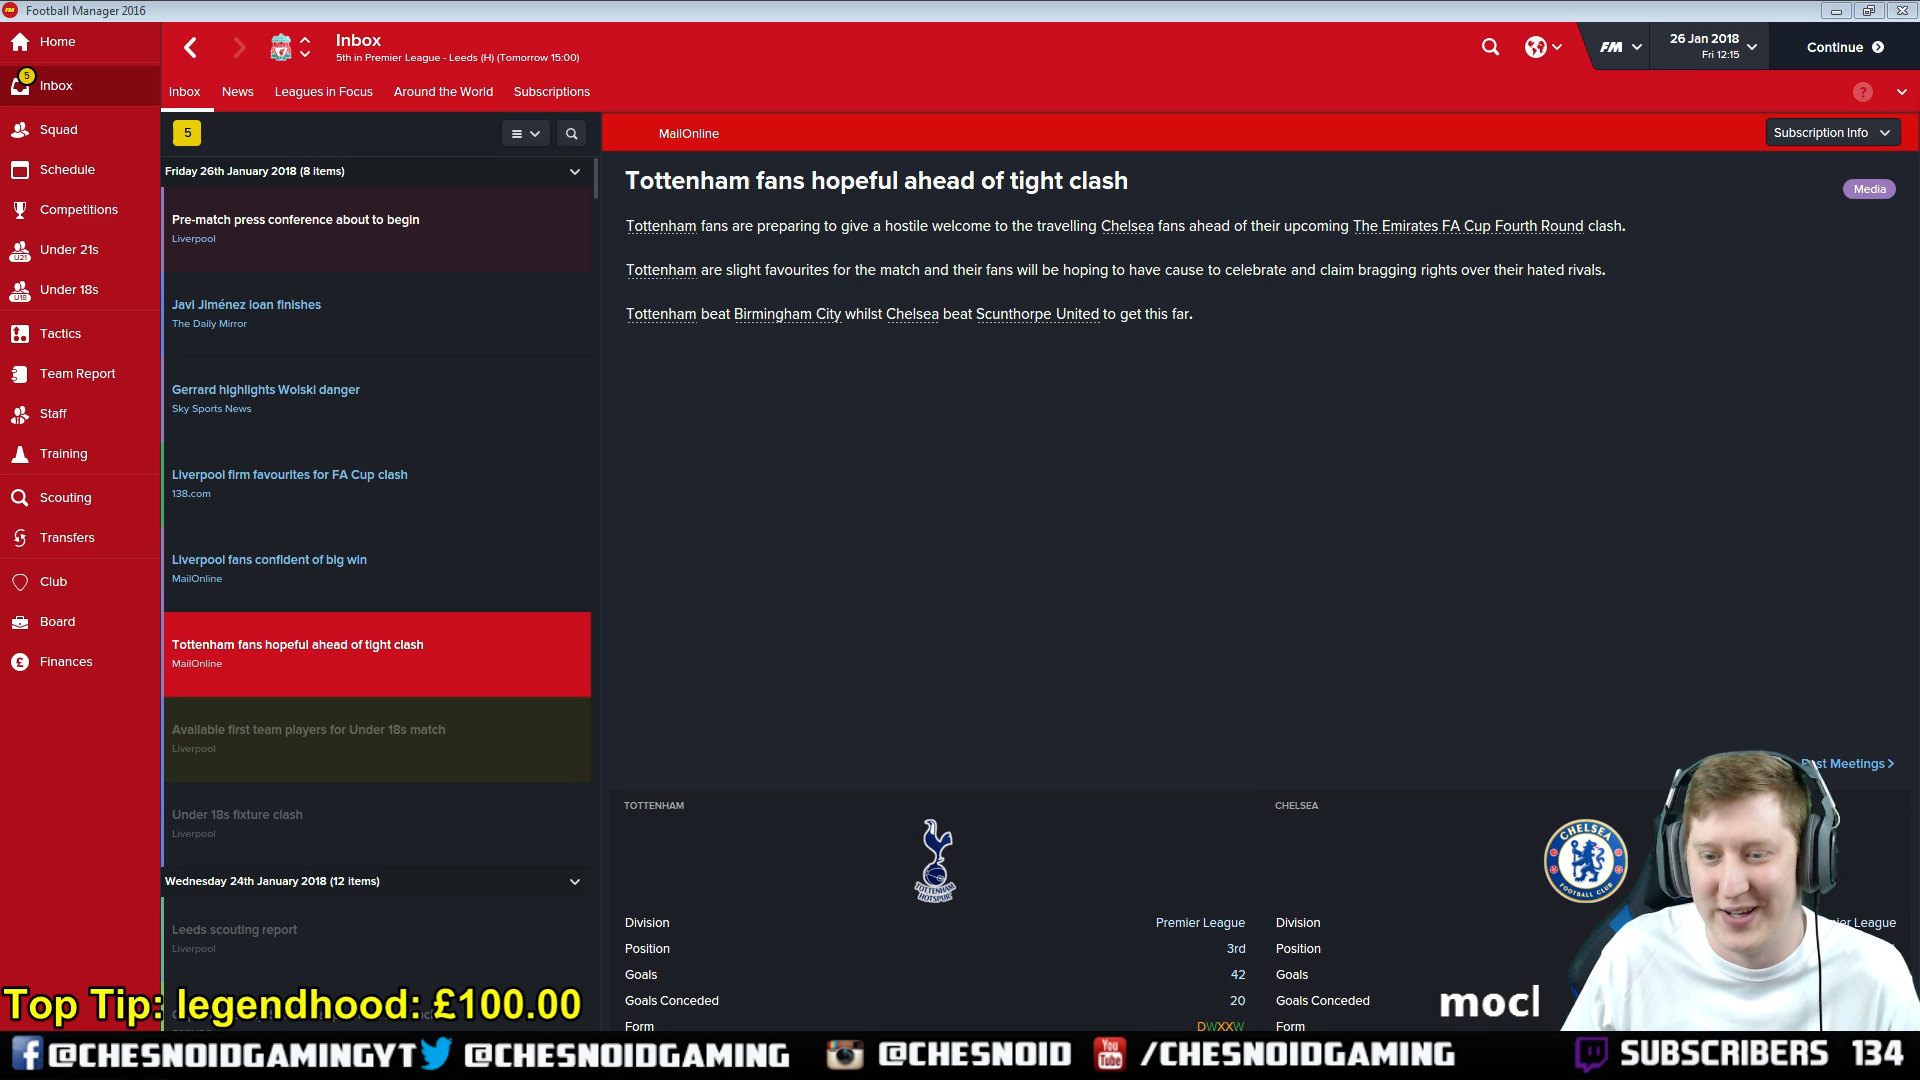 Football Manager 2016
Home
5
Inbox
Squad
Schedule
Competitions
U21
Under 21s
U18
Under 18s
Tactics
Team Report
Staff
Training
Scouting
Transfers
Club
Board
Finances
Inbox
5th in Premier League - Leeds (H) (Tomorrow 15:00)
FM
26 Jan 2018
Fri 12:15
Continue
Inbox News Leagues in Focus Around the World Subscriptions
?
5
Friday 26th January 2018 (8 items)
Pre-match press conference about to begin
Liverpool
Javi Jiménez loan finishes
The Daily Mirror
Gerrard highlights Wolski danger
Sky Sports News
Liverpool firm favourites for FA Cup clash
138.com
Liverpool fans confident of big win
MailOnline
Tottenham fans hopeful ahead of tight clash
MailOnline
Available first team players for Under 18s match
Liverpool
Under 18s fixture clash
Liverpool
Wednesday 24th January 2018 (12 items)
Leeds scouting report
Liverpool
MailOnline
Subscription Info
Tottenham fans hopeful ahead of tight clash
Media
Tottenham fans are preparing to give a hostile welcome to the travelling Chelsea fans ahead of their upcoming The Emirates FA Cup Fourth Round clash.
Tottenham are slight favourites for the match and their fans will be hoping to have cause to celebrate and claim bragging rights over their hated rivals.
Tottenham beat Birmingham City whilst Chelsea beat Scunthorpe United to get this far.
Meetings >
TOTTENHAM
TOTTENHAM
HOTSPUR
Division Premier League
Position 3rd
Goals 42
Goals Conceded 20
Form DWXXW
CHELSEA
CHELSEA
FOOTBALL CLUB
Division League
Position
Goals
Goals Conceded
Form
mocl
Top Tip: legendhood: £100.00
@CHESNOIDGAMINGYT @CHESNOIDGAMING @CHESNOID You Tube /CHESNOIDGAMING SUBSCRIBERS 134